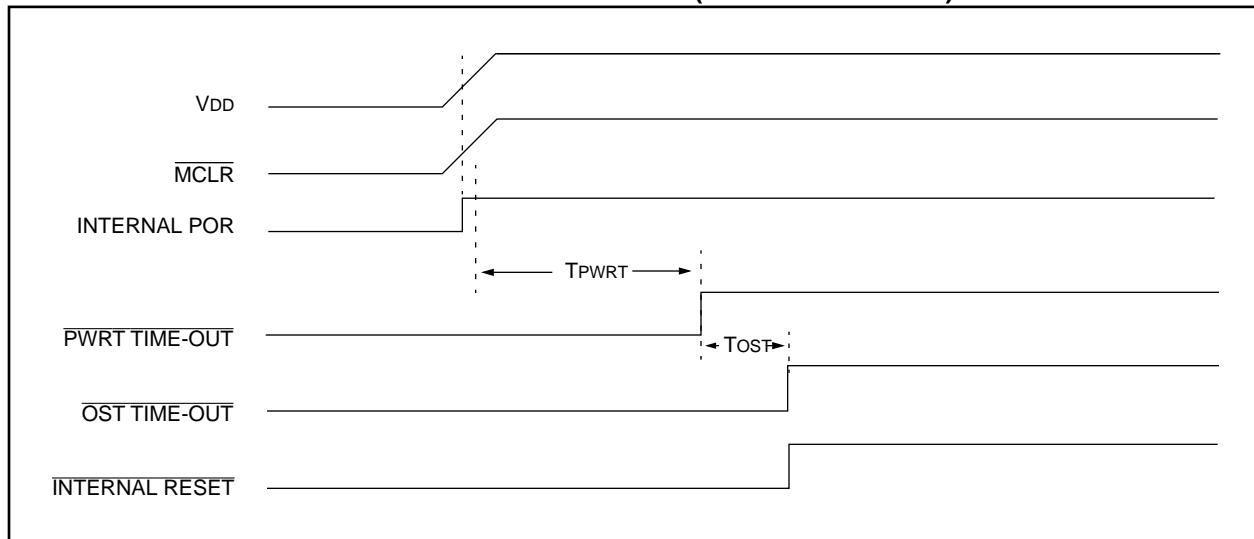 VDD
MCLR
INTERNAL POR
TPWRT
PWRT TIME-OUT
TOST
OST TIME-OUT
INTERNAL RESET